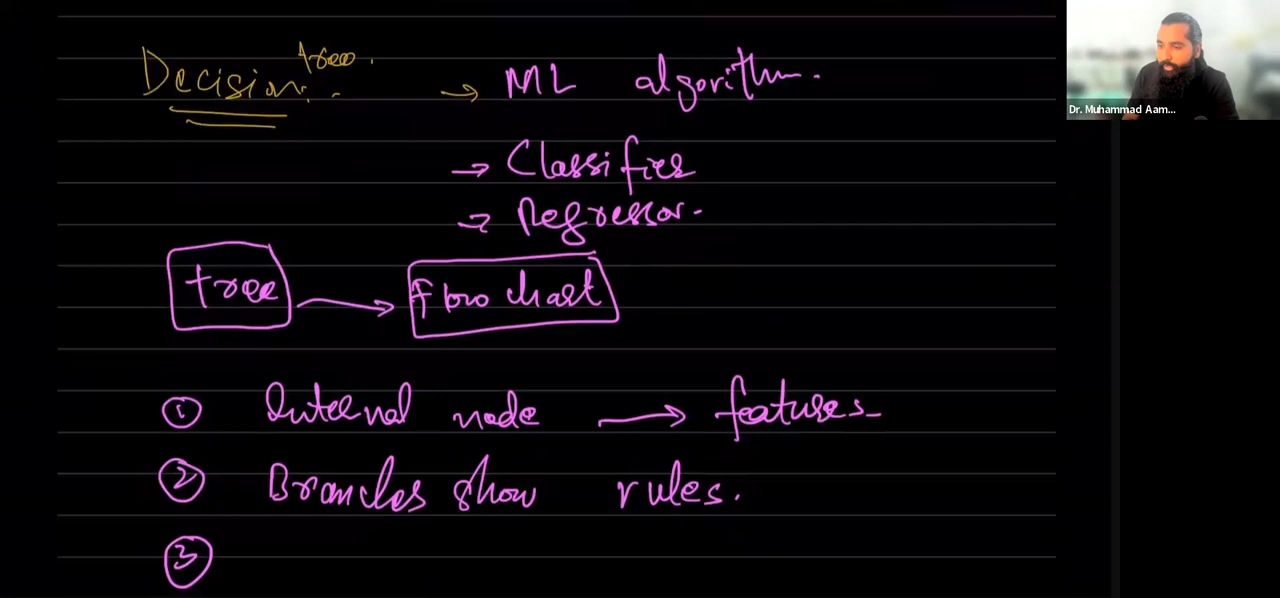 Decision tree.
→ ML algorithm.
→ Classifier
→ Regressor.
tree → flow chart
① Internal node → features
② Branches show rules.
③
Dr. Muhammad Aam...